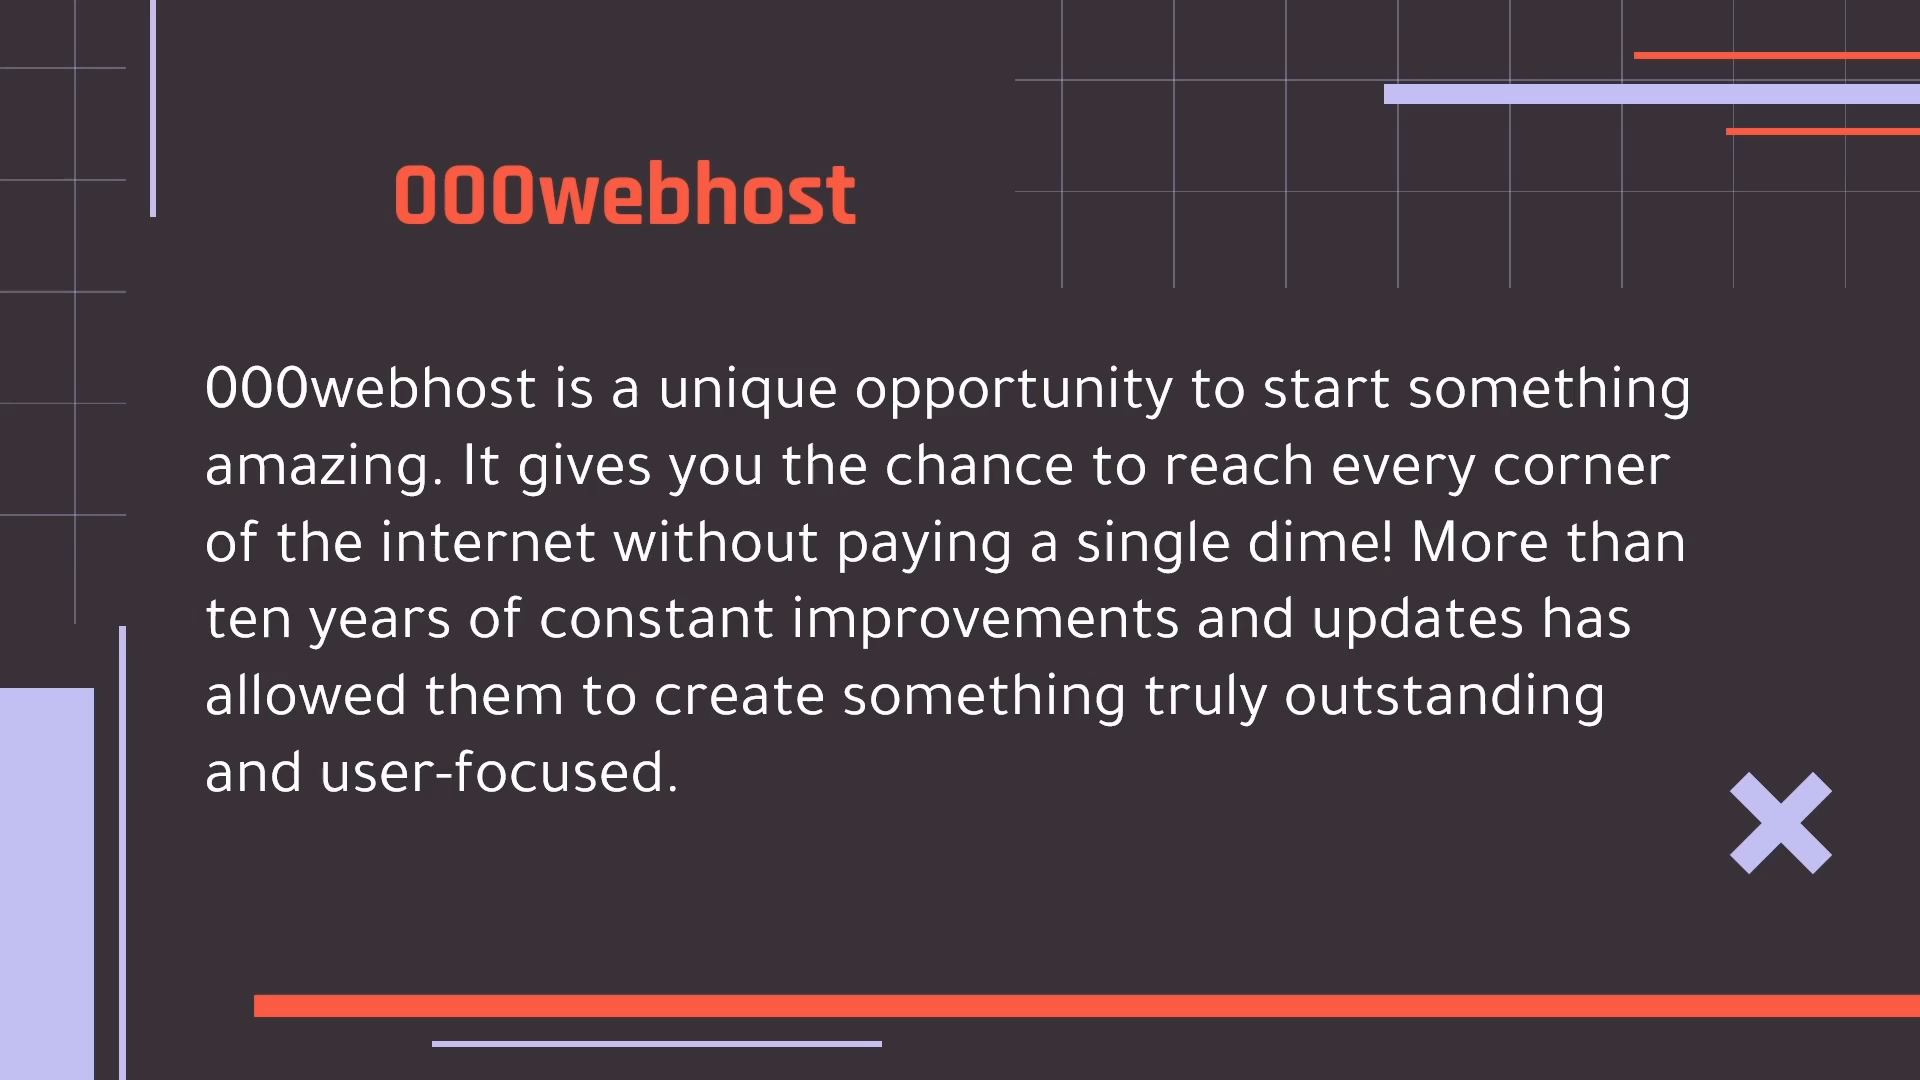 000webhost
000webhost is a unique opportunity to start something
amazing. It gives you the chance to reach every corner
of the internet without paying a single dime! More than
ten years of constant improvements and updates has
allowed them to create something truly outstanding
and user-focused.